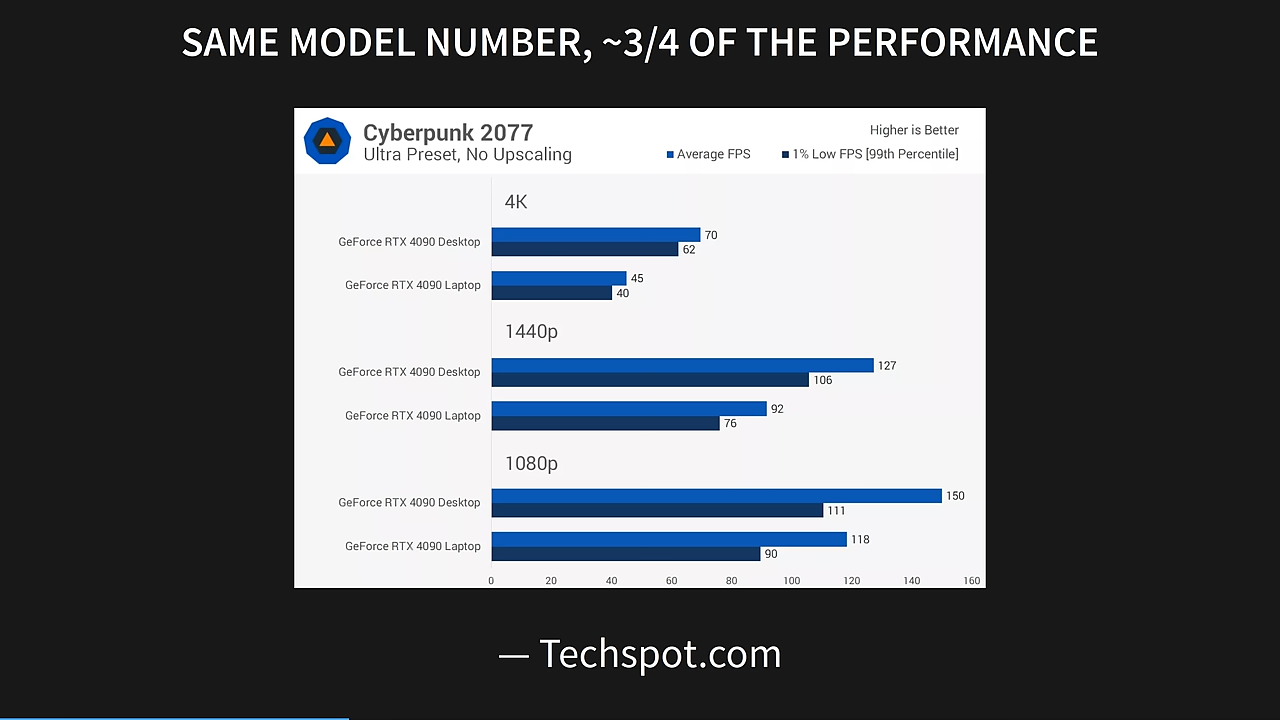 SAME MODEL NUMBER, ~3/4 OF THE PERFORMANCE
Cyberpunk 2077
Ultra Preset, No Upscaling
Higher is Better
Average FPS
1% Low FPS [99th Percentile]
4K
GeForce RTX 4090 Desktop
70
62
GeForce RTX 4090 Laptop
45
40
1440p
GeForce RTX 4090 Desktop
127
106
GeForce RTX 4090 Laptop
92
76
1080p
GeForce RTX 4090 Desktop
150
111
GeForce RTX 4090 Laptop
118
90
0 20 40 60 80 100 120 140 160
— Techspot.com